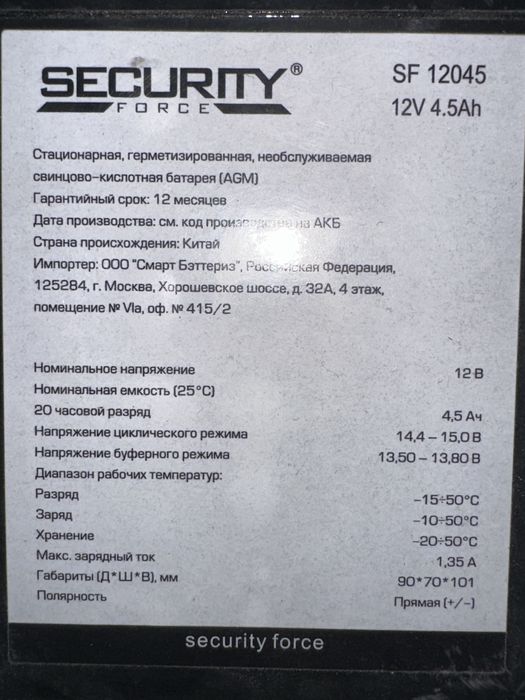 SECURITY®
FORCE
SF 12045
12V 4.5Ah
Стационарная, герметизированная, необслуживаемая
свинцово-кислотная батарея (AGM)
Гарантийный срок: 12 месяцев
Дата производства: см. код производства на АКБ
Страна происхождения: Китай
Импортер: ООО "Смарт Бэттериз", Российская Федерация,
125284, г. Москва, Хорошевское шоссе, д. 32А, 4 этаж,
помещение № VIa, оф. № 415/2
Номинальное напряжение 12 В
Номинальная емкость (25°C)
20 часовой разряд 4,5 Ач
Напряжение циклического режима 14,4 – 15,0 В
Напряжение буферного режима 13,50 – 13,80 В
Диапазон рабочих температур:
Разряд –15÷50°C
Заряд –10÷50°C
Хранение –20÷50°C
Макс. зарядный ток 1,35 А
Габариты (Д*Ш*В), мм 90*70*101
Полярность Прямая (+/–)
security force